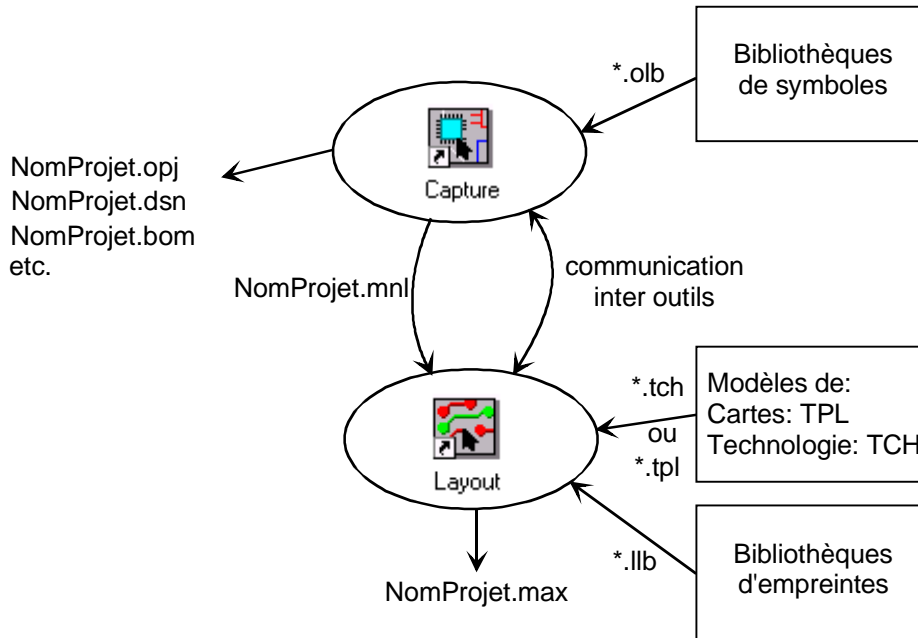 Bibliothèques
de symboles
*.olb
Capture
NomProjet.opj
NomProjet.dsn
NomProjet.bom
etc.
NomProjet.mnl
communication
inter outils
*.tch
ou
*.tpl
Modèles de:
Cartes: TPL
Technologie: TCH
Layout
*.llb
Bibliothèques
d'empreintes
NomProjet.max